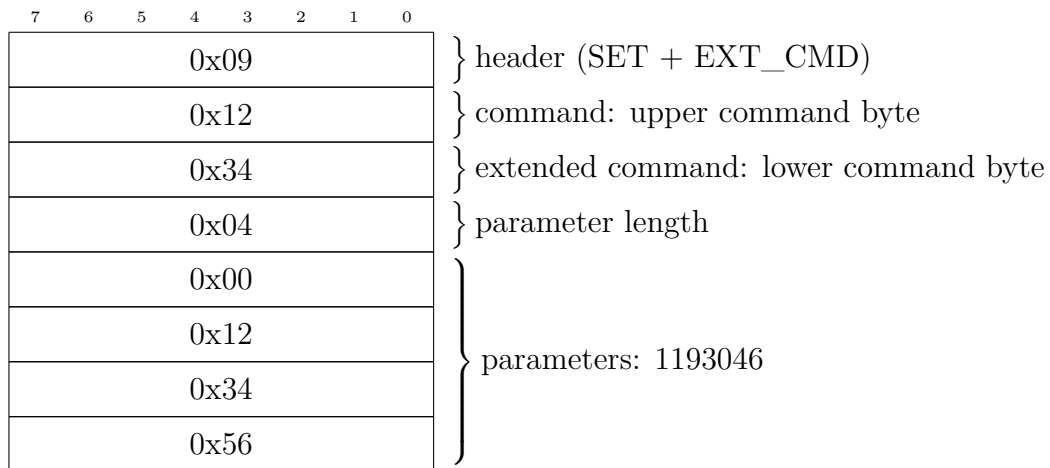 7 6 5 4 3 2 1 0
0x09 header (SET + EXT_CMD)
0x12 command: upper command byte
0x34 extended command: lower command byte
0x04 parameter length
0x00
0x12
parameters: 1193046
0x34
0x56